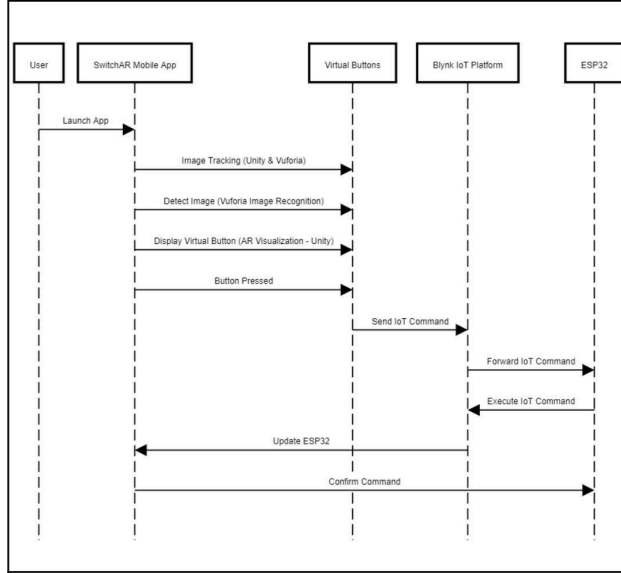 User
SwitchAR Mobile App
Virtual Buttons
Blynk IoT Platform
ESP32
Launch App
Image Tracking (Unity & Vuforia)
Detect Image (Vuforia Image Recognition)
Display Virtual Button (AR Visualization - Unity)
Button Pressed
Send IoT Command
Forward IoT Command
Execute IoT Command
Update ESP32
Confirm Command